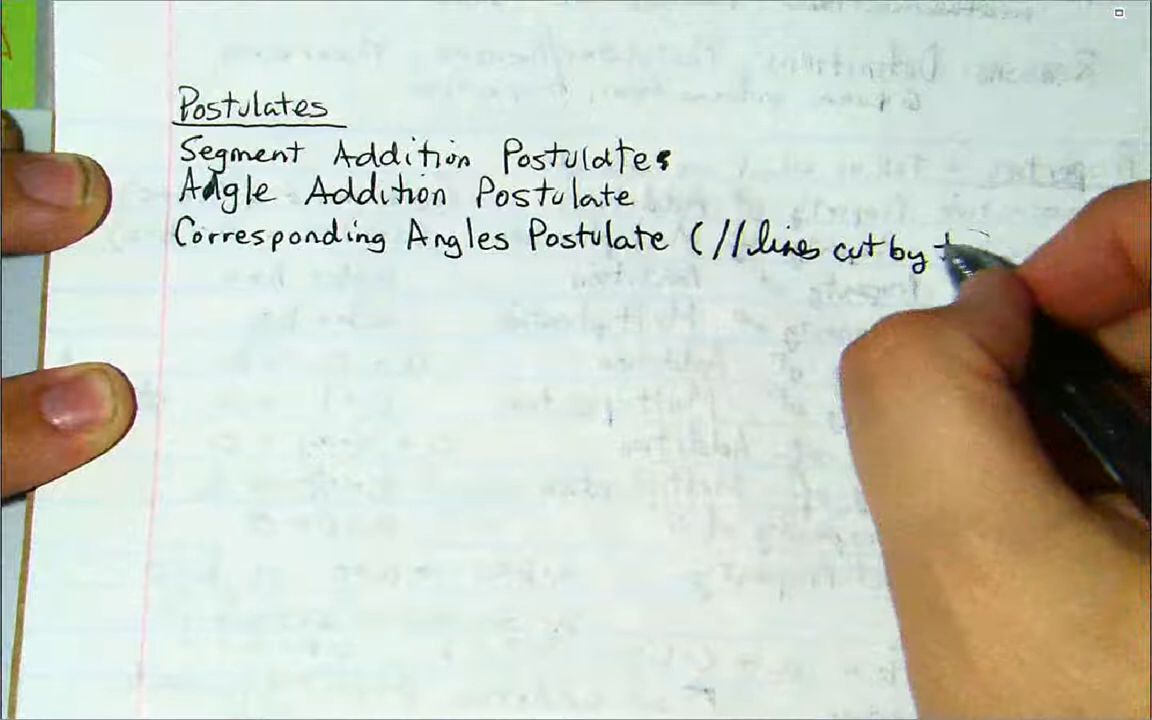 Postulates
Segment Addition Postulate
Angle Addition Postulate
Corresponding Angles Postulate (// lines cut by t